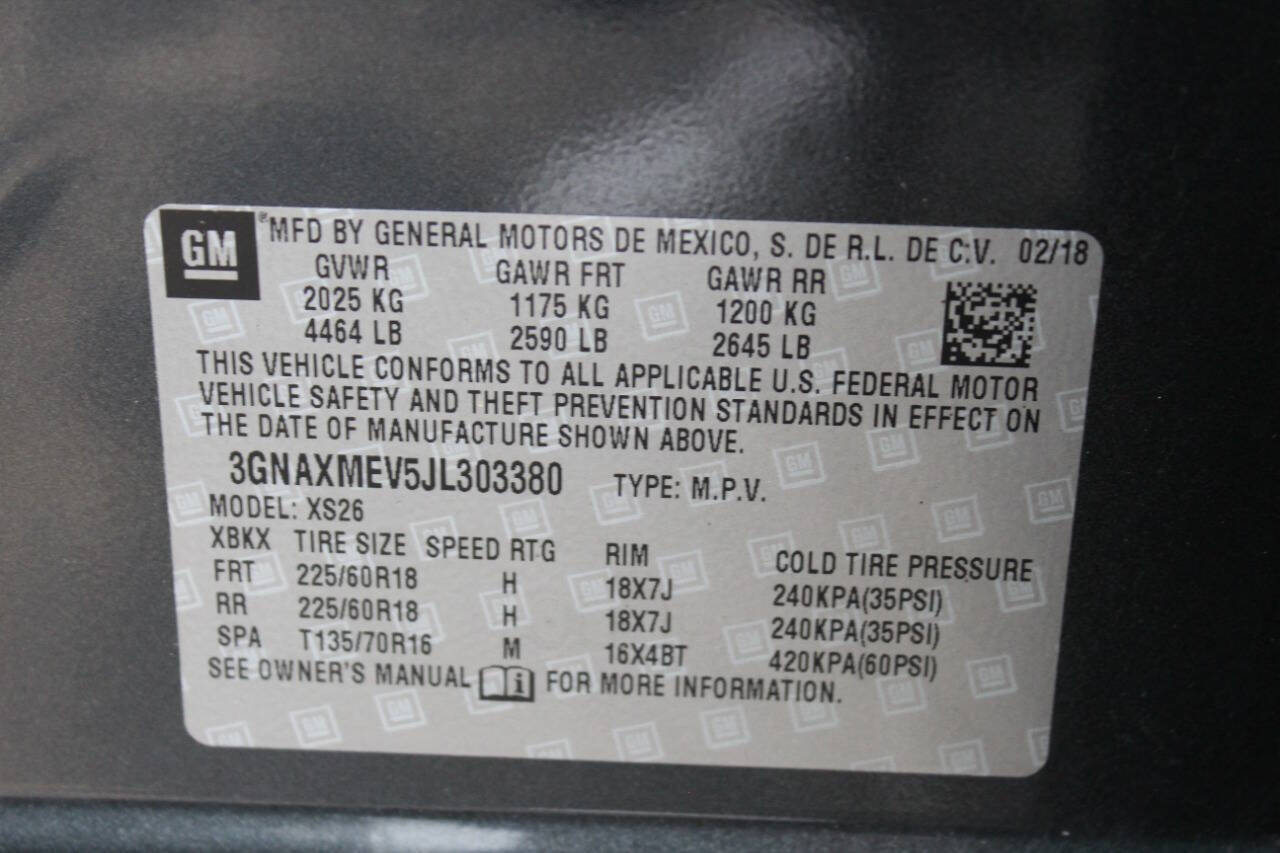 GM ®MFD BY GENERAL MOTORS DE MEXICO, S. DE R.L. DE C.V. 02/18
GVWR GAWR FRT GAWR RR
2025 KG 1175 KG 1200 KG
4464 LB 2590 LB 2645 LB
THIS VEHICLE CONFORMS TO ALL APPLICABLE U.S. FEDERAL MOTOR
VEHICLE SAFETY AND THEFT PREVENTION STANDARDS IN EFFECT ON
THE DATE OF MANUFACTURE SHOWN ABOVE.
3GNAXMEV5JL303380 TYPE: M.P.V.
MODEL: XS26
XBKX TIRE SIZE SPEED RTG RIM COLD TIRE PRESSURE
FRT 225/60R18 H 18X7J 240KPA(35PSI)
RR 225/60R18 H 18X7J 240KPA(35PSI)
SPA T135/70R16 M 16X4BT 420KPA(60PSI)
SEE OWNER'S MANUAL i FOR MORE INFORMATION.